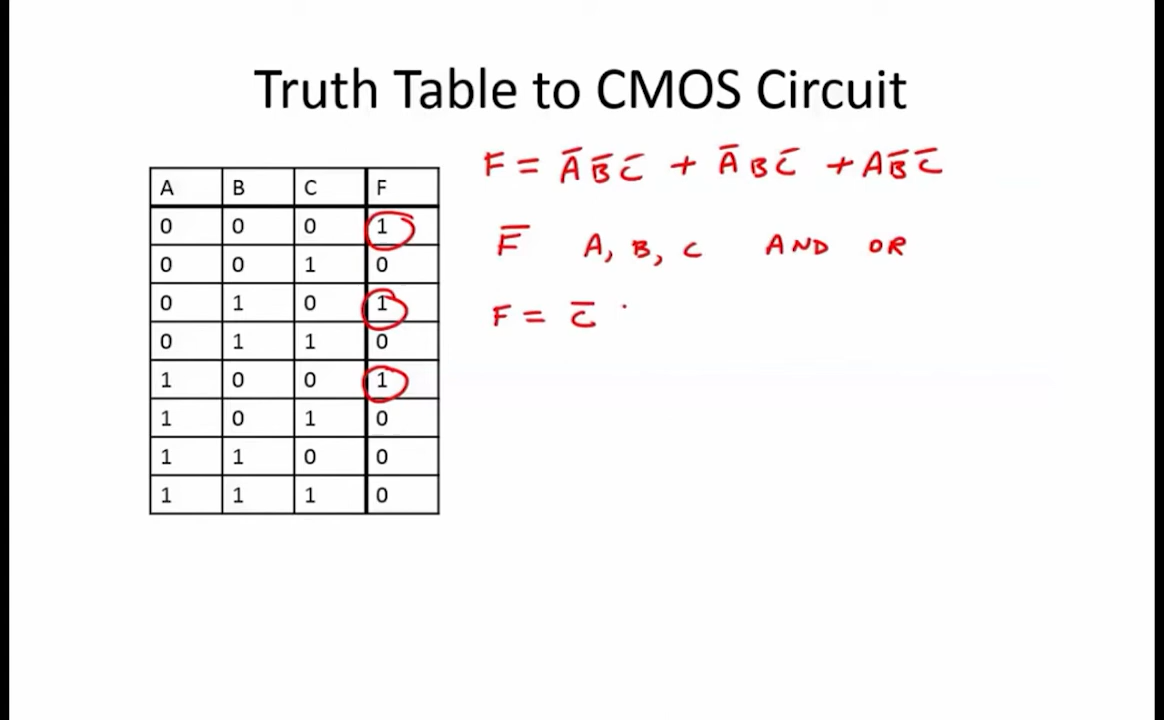 Truth Table to CMOS Circuit
F = A̅ B̅ C̅ + A̅ B C̅ + A B̅ C̅
F̅ A, B, C AND OR
F = C̅ ·
A B C F
0 0 0 1
0 0 1 0
0 1 0 1
0 1 1 0
1 0 0 1
1 0 1 0
1 1 0 0
1 1 1 0